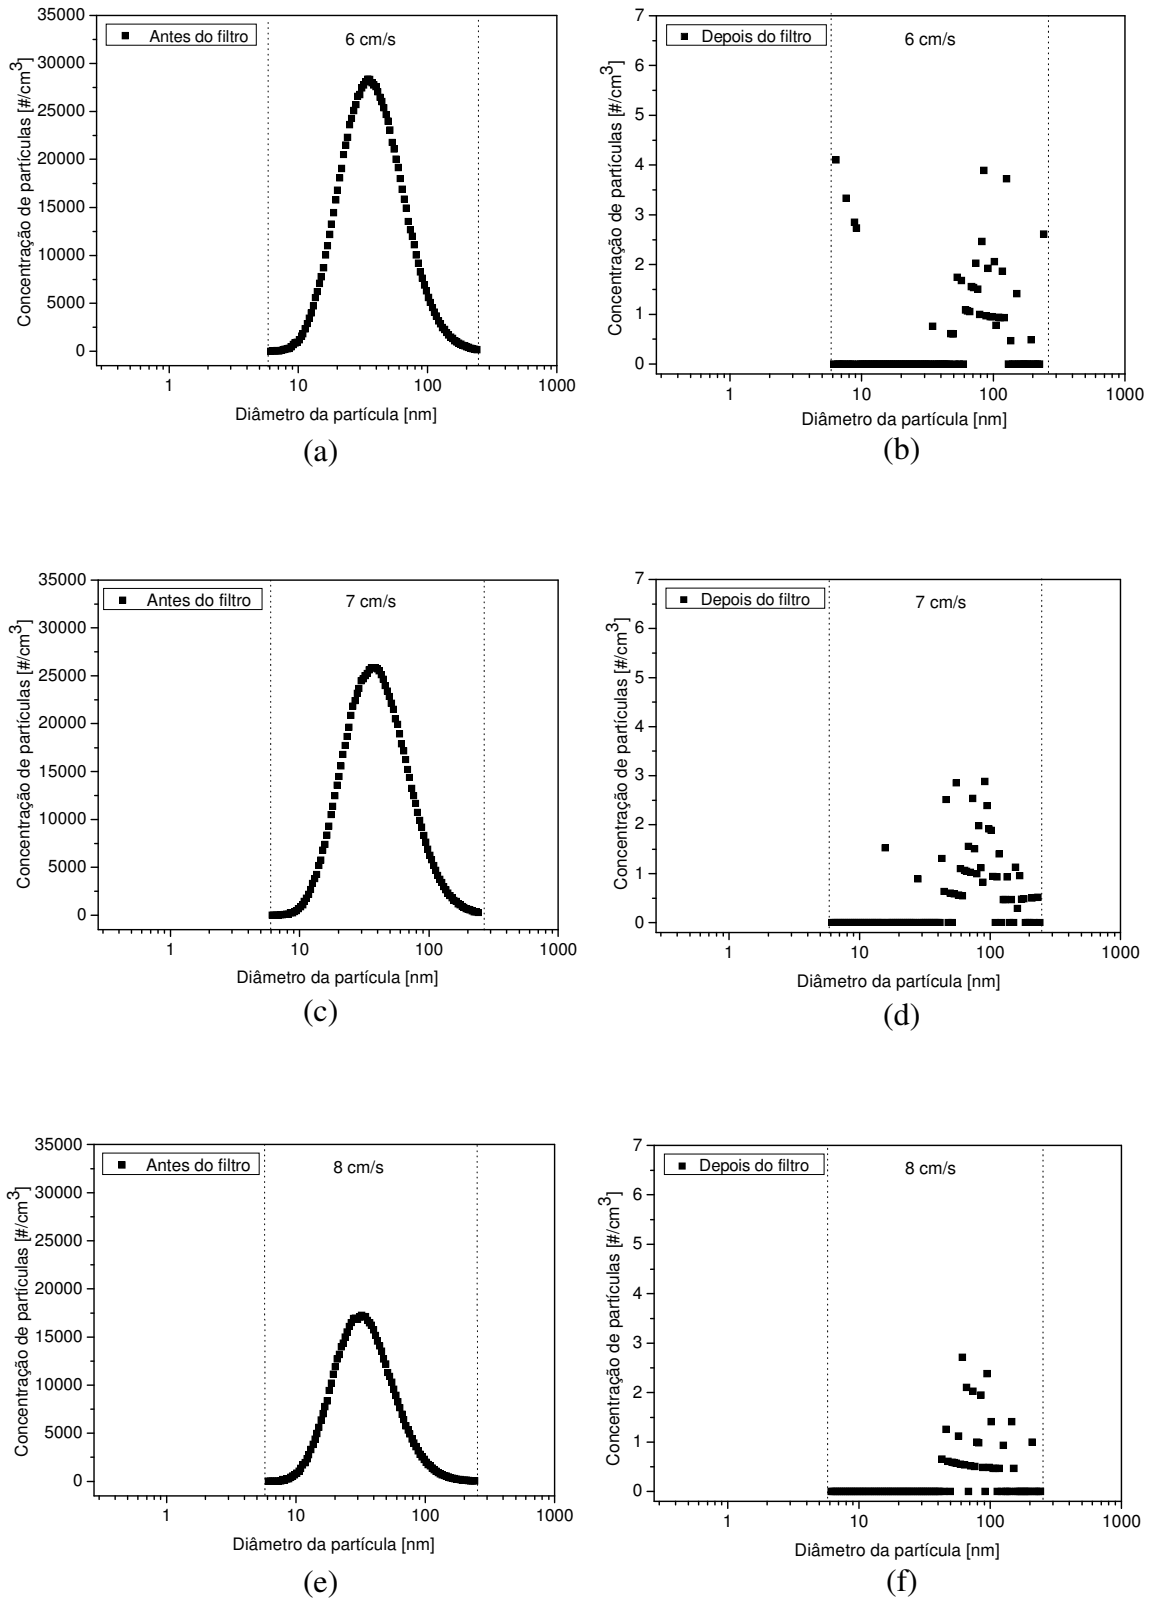 Antes do filtro
6 cm/s
Concentração de partículas [#/cm³]
35000
30000
25000
20000
15000
10000
5000
0
1
10
100
1000
Diâmetro da partícula [nm]
(a)
Depois do filtro
6 cm/s
Concentração de partículas [#/cm³]
7
6
5
4
3
2
1
0
1
10
100
1000
Diâmetro da partícula [nm]
(b)
Antes do filtro
7 cm/s
Concentração de partículas [#/cm³]
35000
30000
25000
20000
15000
10000
5000
0
1
10
100
1000
Diâmetro da partícula [nm]
(c)
Depois do filtro
7 cm/s
Concentração de partículas [#/cm³]
7
6
5
4
3
2
1
0
1
10
100
1000
Diâmetro da partícula [nm]
(d)
Antes do filtro
8 cm/s
Concentração de partículas [#/cm³]
35000
30000
25000
20000
15000
10000
5000
0
1
10
100
1000
Diâmetro da partícula [nm]
(e)
Depois do filtro
8 cm/s
Concentração de partículas [#/cm³]
7
6
5
4
3
2
1
0
1
10
100
1000
Diâmetro da partícula [nm]
(f)